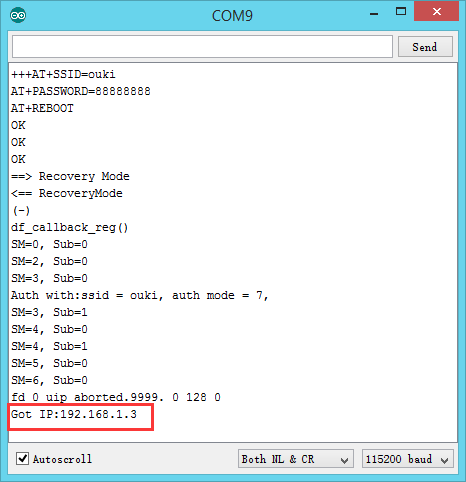 COM9
Send
+++AT+SSID=ouki
AT+PASSWORD=88888888
AT+REBOOT
OK
OK
OK
==> Recovery Mode
<== RecoveryMode
(-)
df_callback_reg()
SM=0, Sub=0
SM=2, Sub=0
SM=3, Sub=0
Auth with:ssid = ouki, auth mode = 7,
SM=3, Sub=1
SM=4, Sub=0
SM=4, Sub=1
SM=5, Sub=0
SM=6, Sub=0
fd 0 uip aborted.9999. 0 128 0
Got IP:192.168.1.3
Autoscroll
Both NL & CR
115200 baud